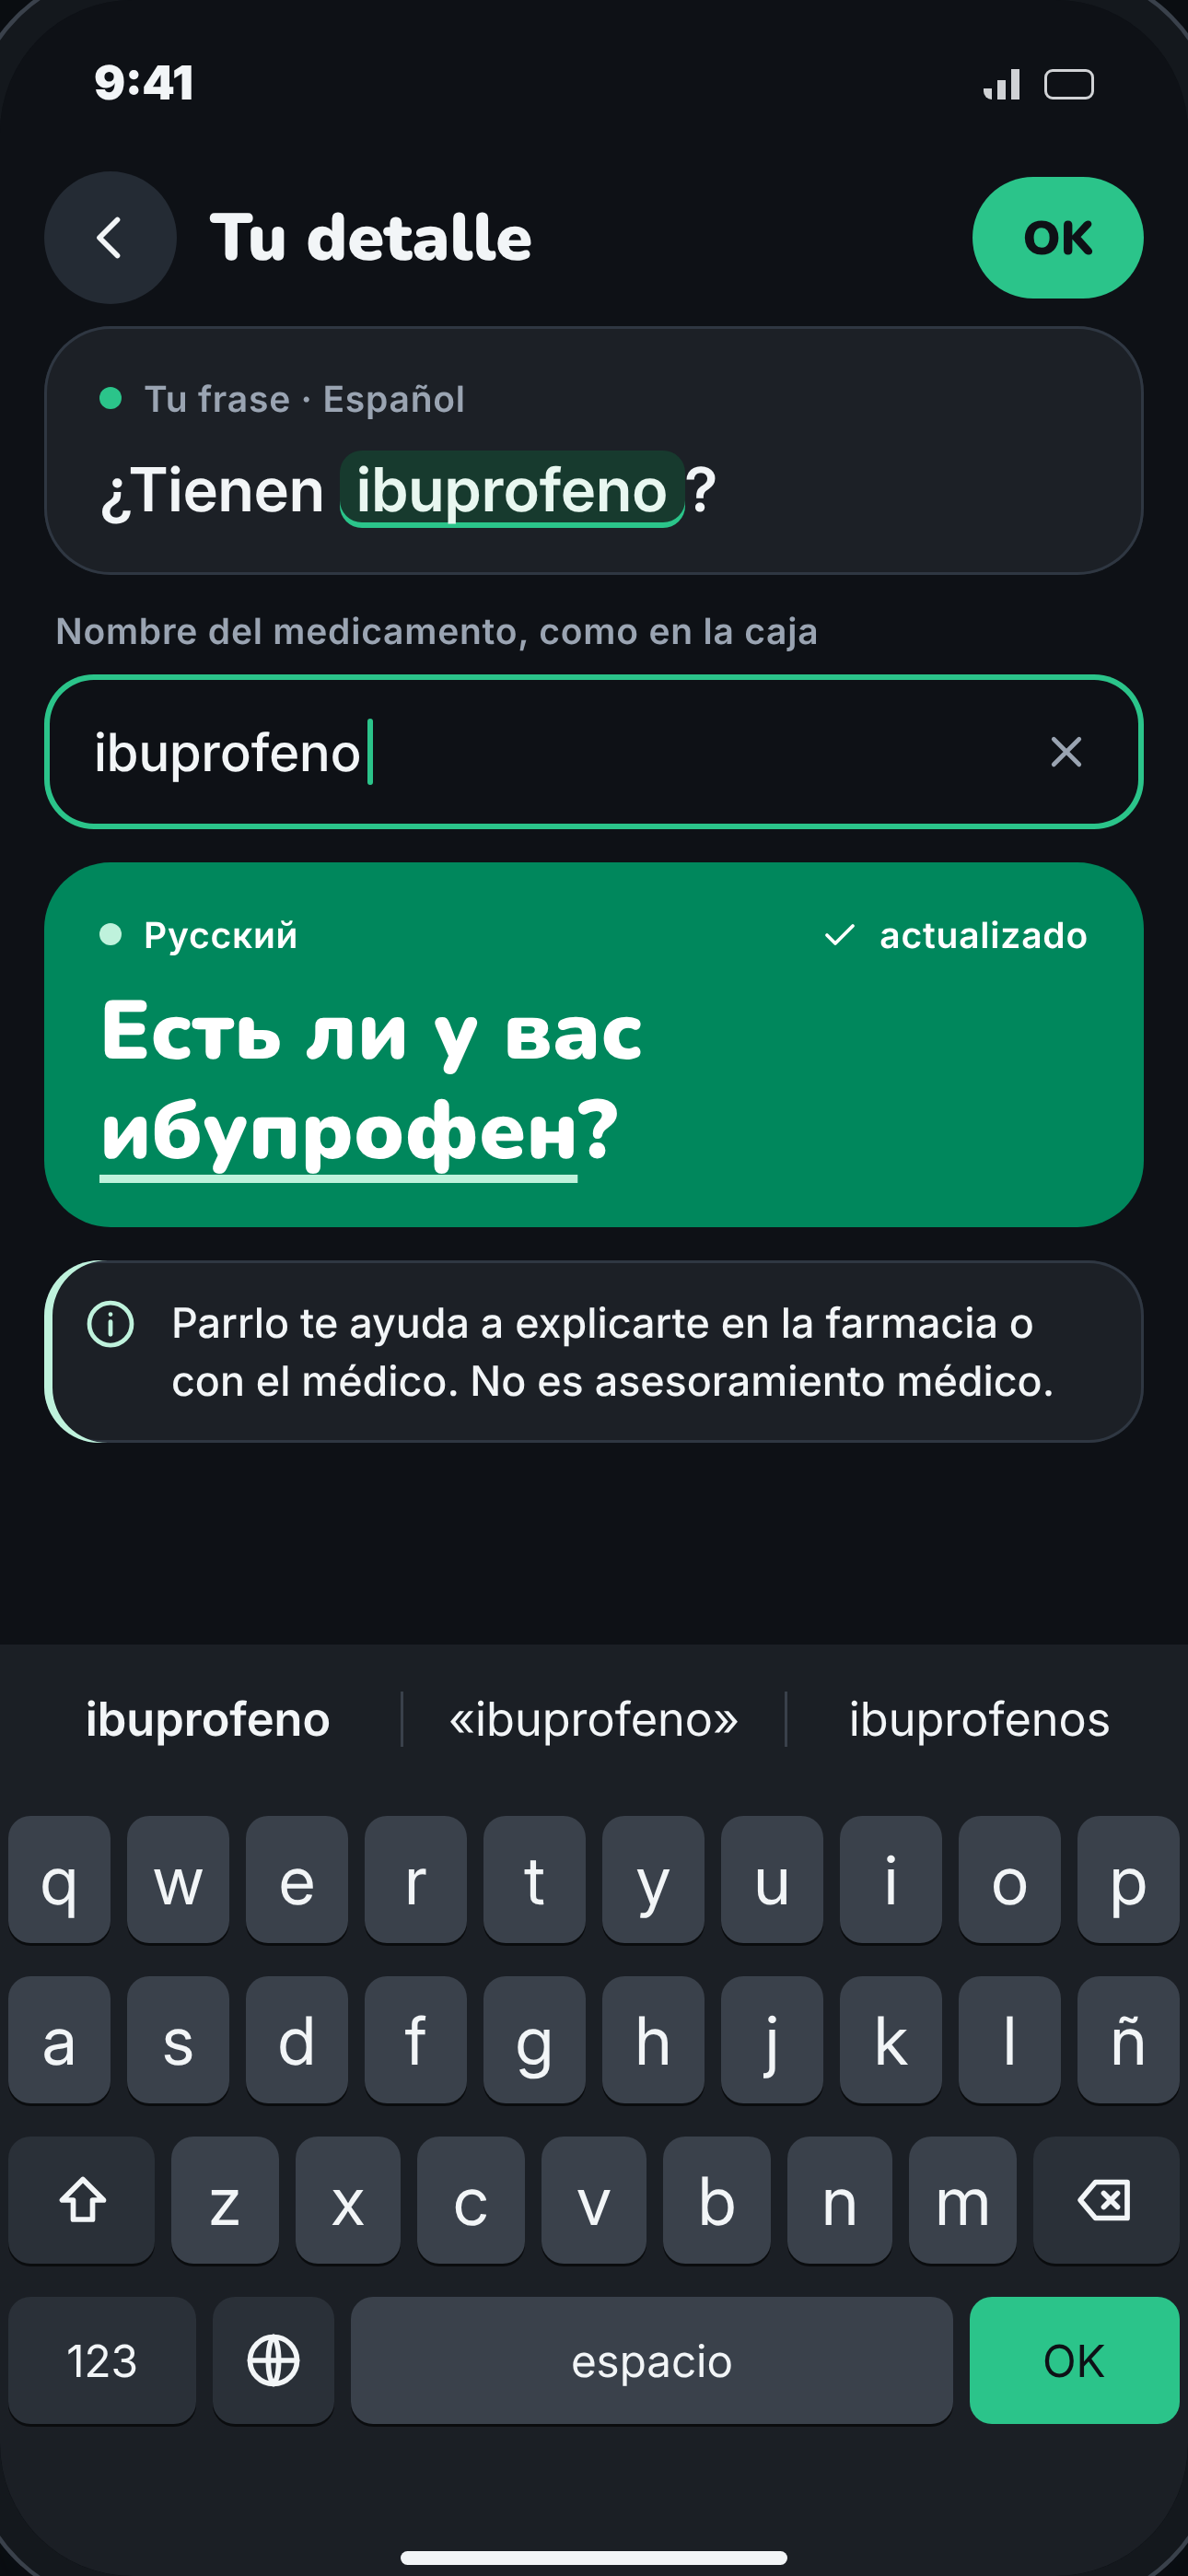 9:41
Tu detalle
OK
Tu frase · Español
¿Tienen ibuprofeno?
Nombre del medicamento, como en la caja
ibuprofeno
Русский
actualizado
Есть ли у вас
ибупрофен?
Parrlo te ayuda a explicarte en la farmacia o
con el médico. No es asesoramiento médico.
ibuprofeno
«ibuprofeno»
ibuprofenos
q w e r t y u i o p
a s d f g h j k l ñ
z x c v b n m
123
espacio
OK